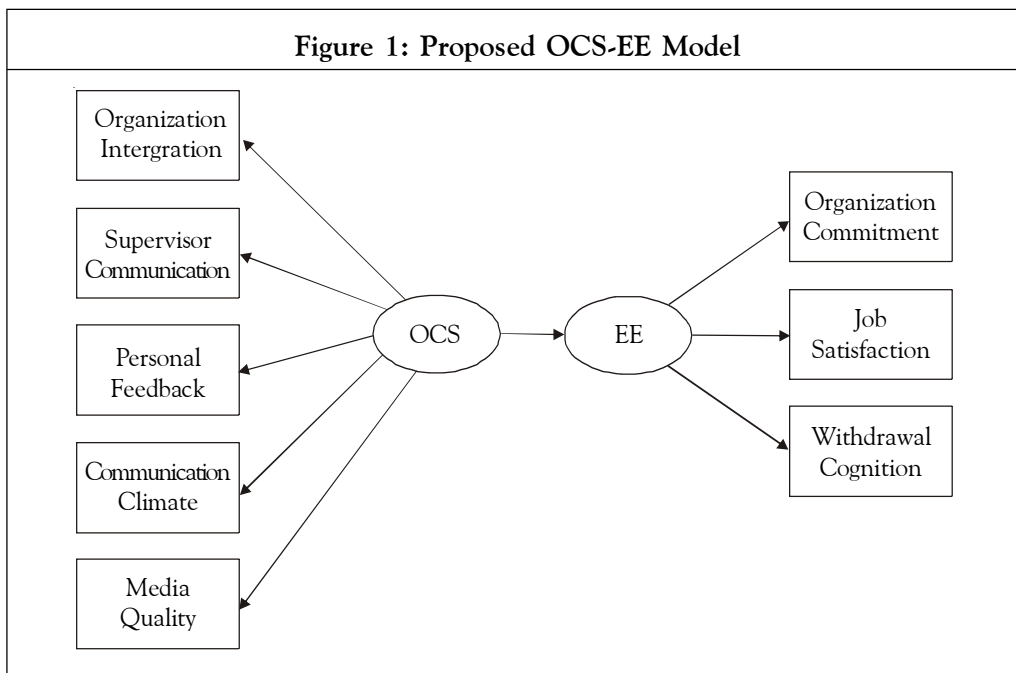 Figure 1: Proposed OCS-EE Model
Organization
Intergration
Supervisor
Communication
Personal
Feedback
Communication
Climate
Media
Quality
OCS
EE
Organization
Commitment
Job
Satisfaction
Withdrawal
Cognition